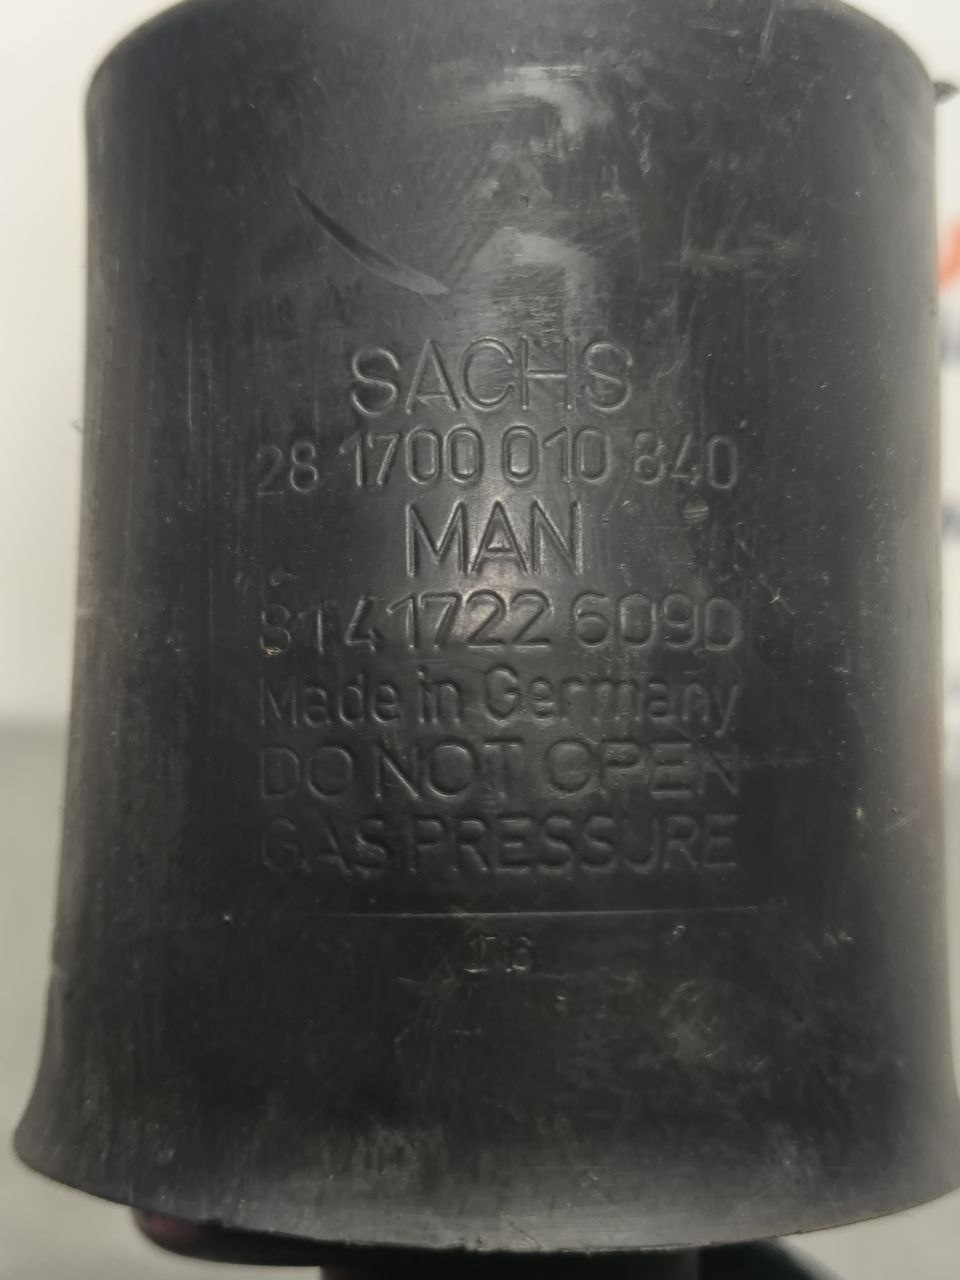 SACHS
28 1700 010 840
MAN
81 41722 6090
Made in Germany
DO NOT OPEN
GAS PRESSURE